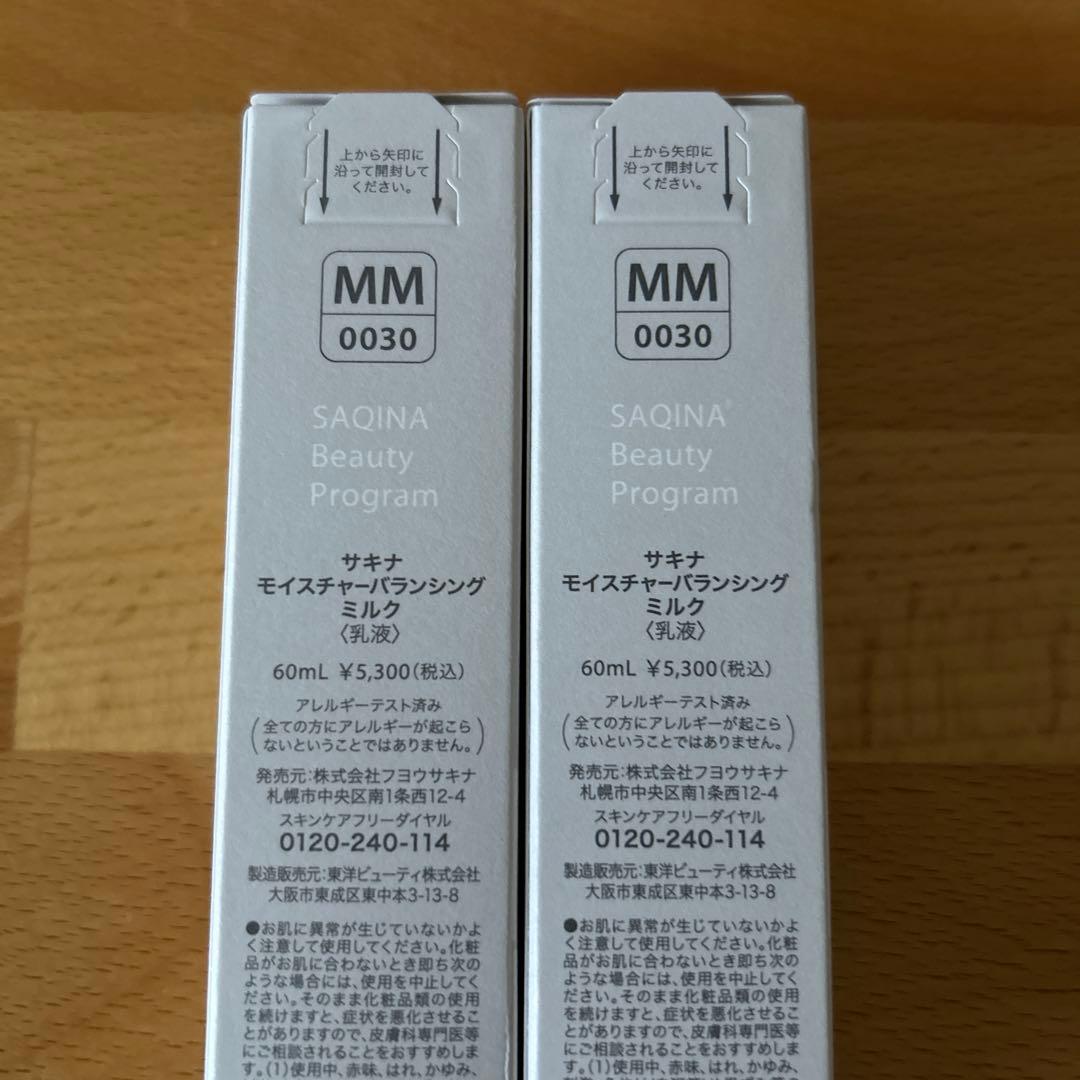 上から矢印に
沿って開封して
ください。
MM
0030
SAQINA®
Beauty
Program
サキナ
モイスチャーバランシング
ミルク
〈乳液〉
60mL ¥5,300(税込)
アレルギーテスト済み
(全ての方にアレルギーが起こら
ないということではありません。)
発売元:株式会社フヨウサキナ
札幌市中央区南1条西12-4
スキンケアフリーダイヤル
0120-240-114
製造販売元:東洋ビューティ株式会社
大阪市東成区東中本3-13-8
●お肌に異常が生じていないかよ
く注意して使用してください。化粧
品がお肌に合わないとき即ち次の
ような場合には、使用を中止してく
ださい。そのまま化粧品類の使用
を続けますと、症状を悪化させるこ
とがありますので、皮膚科専門医等
にご相談されることをおすすめしま
す。(1)使用中、赤味、はれ、かゆみ、
上から矢印に
沿って開封して
ください。
MM
0030
SAQINA®
Beauty
Program
サキナ
モイスチャーバランシング
ミルク
〈乳液〉
60mL ¥5,300(税込)
アレルギーテスト済み
(全ての方にアレルギーが起こら
ないということではありません。)
発売元:株式会社フヨウサキナ
札幌市中央区南1条西12-4
スキンケアフリーダイヤル
0120-240-114
製造販売元:東洋ビューティ株式会社
大阪市東成区東中本3-13-8
●お肌に異常が生じていないかよ
く注意して使用してください。化粧
品がお肌に合わないとき即ち次の
ような場合には、使用を中止してく
ださい。そのまま化粧品類の使用
を続けますと、症状を悪化させるこ
とがありますので、皮膚科専門医等
にご相談されることをおすすめしま
す。(1)使用中、赤味、はれ、かゆみ、